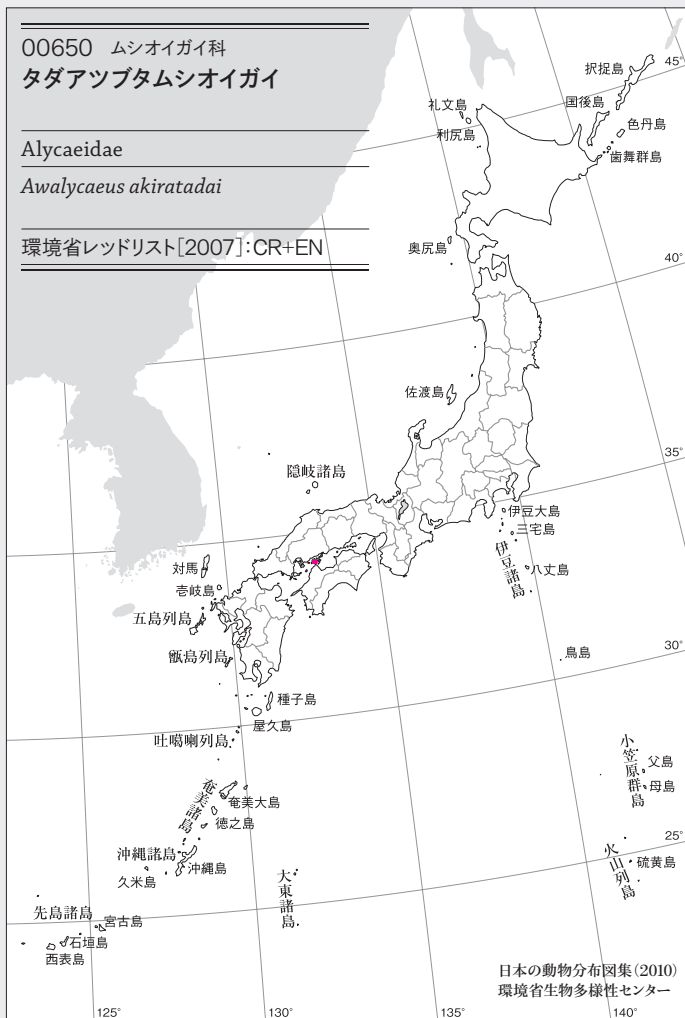 00650 ムシオイガイ科
タダアツブタムシオイガイ
Alycaeidae
Awalycaeus akiratadai
環境省レッドリスト[2007]:CR+EN
択捉島
45°
国後島
礼文島
色丹島
利尻島
歯舞群島
奥尻島
40°
佐渡島
35°
隠岐諸島
伊豆大島
三宅島
伊豆諸島
八丈島
対馬
壱岐島
五島列島
甑島列島
鳥島
30°
種子島
屋久島
吐噶喇列島
小笠原群島
父島
母島
奄美諸島
奄美大島
徳之島
25°
沖縄諸島
沖縄島
久米島
火山列島
硫黄島
大東諸島
先島諸島
宮古島
石垣島
西表島
日本の動物分布図集(2010)
環境省生物多様性センター
125°
130°
135°
140°